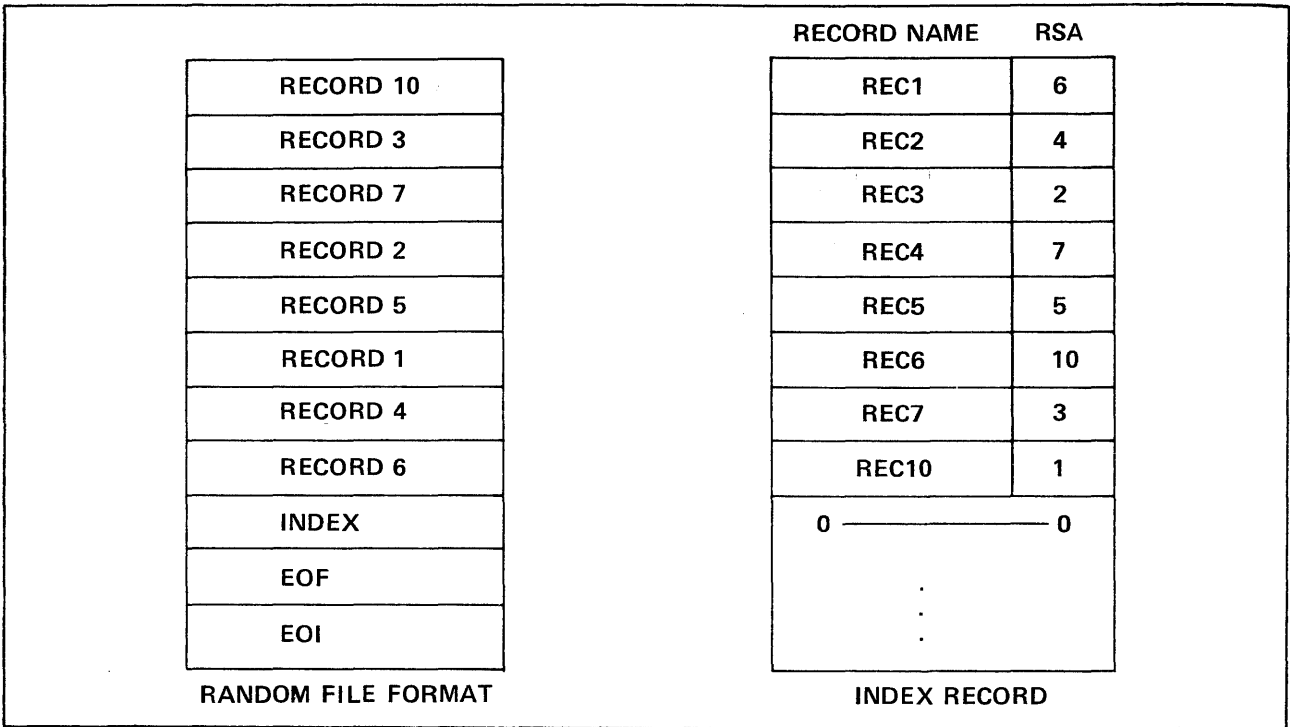 RECORD 10
RECORD 3
RECORD 7
RECORD 2
RECORD 5
RECORD 1
RECORD 4
RECORD 6
INDEX
EOF
EOI
RANDOM FILE FORMAT
RECORD NAME RSA
REC1 6
REC2 4
REC3 2
REC4 7
REC5 5
REC6 10
REC7 3
REC10 1
0 0
.
.
.
INDEX RECORD